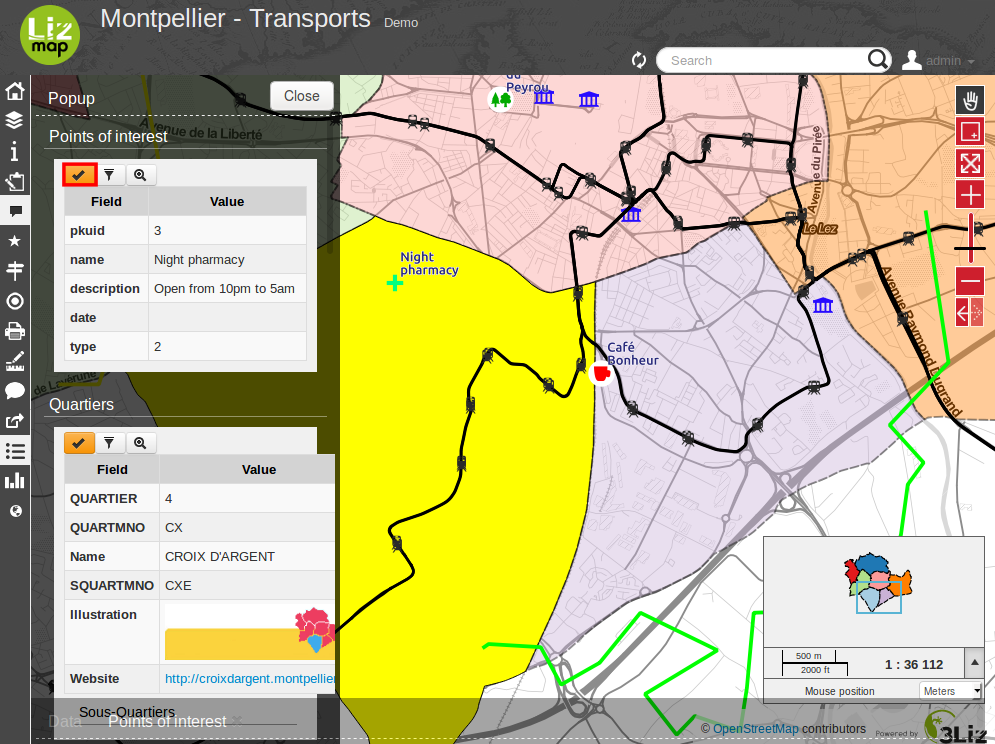 Liz
map
Montpellier - Transports Demo
Search
admin
Popup
Close
Points of interest
Field Value
pkuid 3
name Night pharmacy
description Open from 10pm to 5am
date
type 2
Quartiers
Field Value
QUARTIER 4
QUARTMNO CX
Name CROIX D'ARGENT
SQUARTMNO CXE
Illustration
Website http://croixdargent.montpellier
Sous-Quartiers
Data Points of interest
Avenue de la Liberté
de Lavérune
du
Peyrou
Avenue du Pirée
Le Lez
Avenue Raymond Dugrand
Night
pharmacy
Café
Bonheur
500 m
2000 ft
1 : 36 112
Mouse position Meters
© OpenStreetMap contributors
Powered by 3Liz